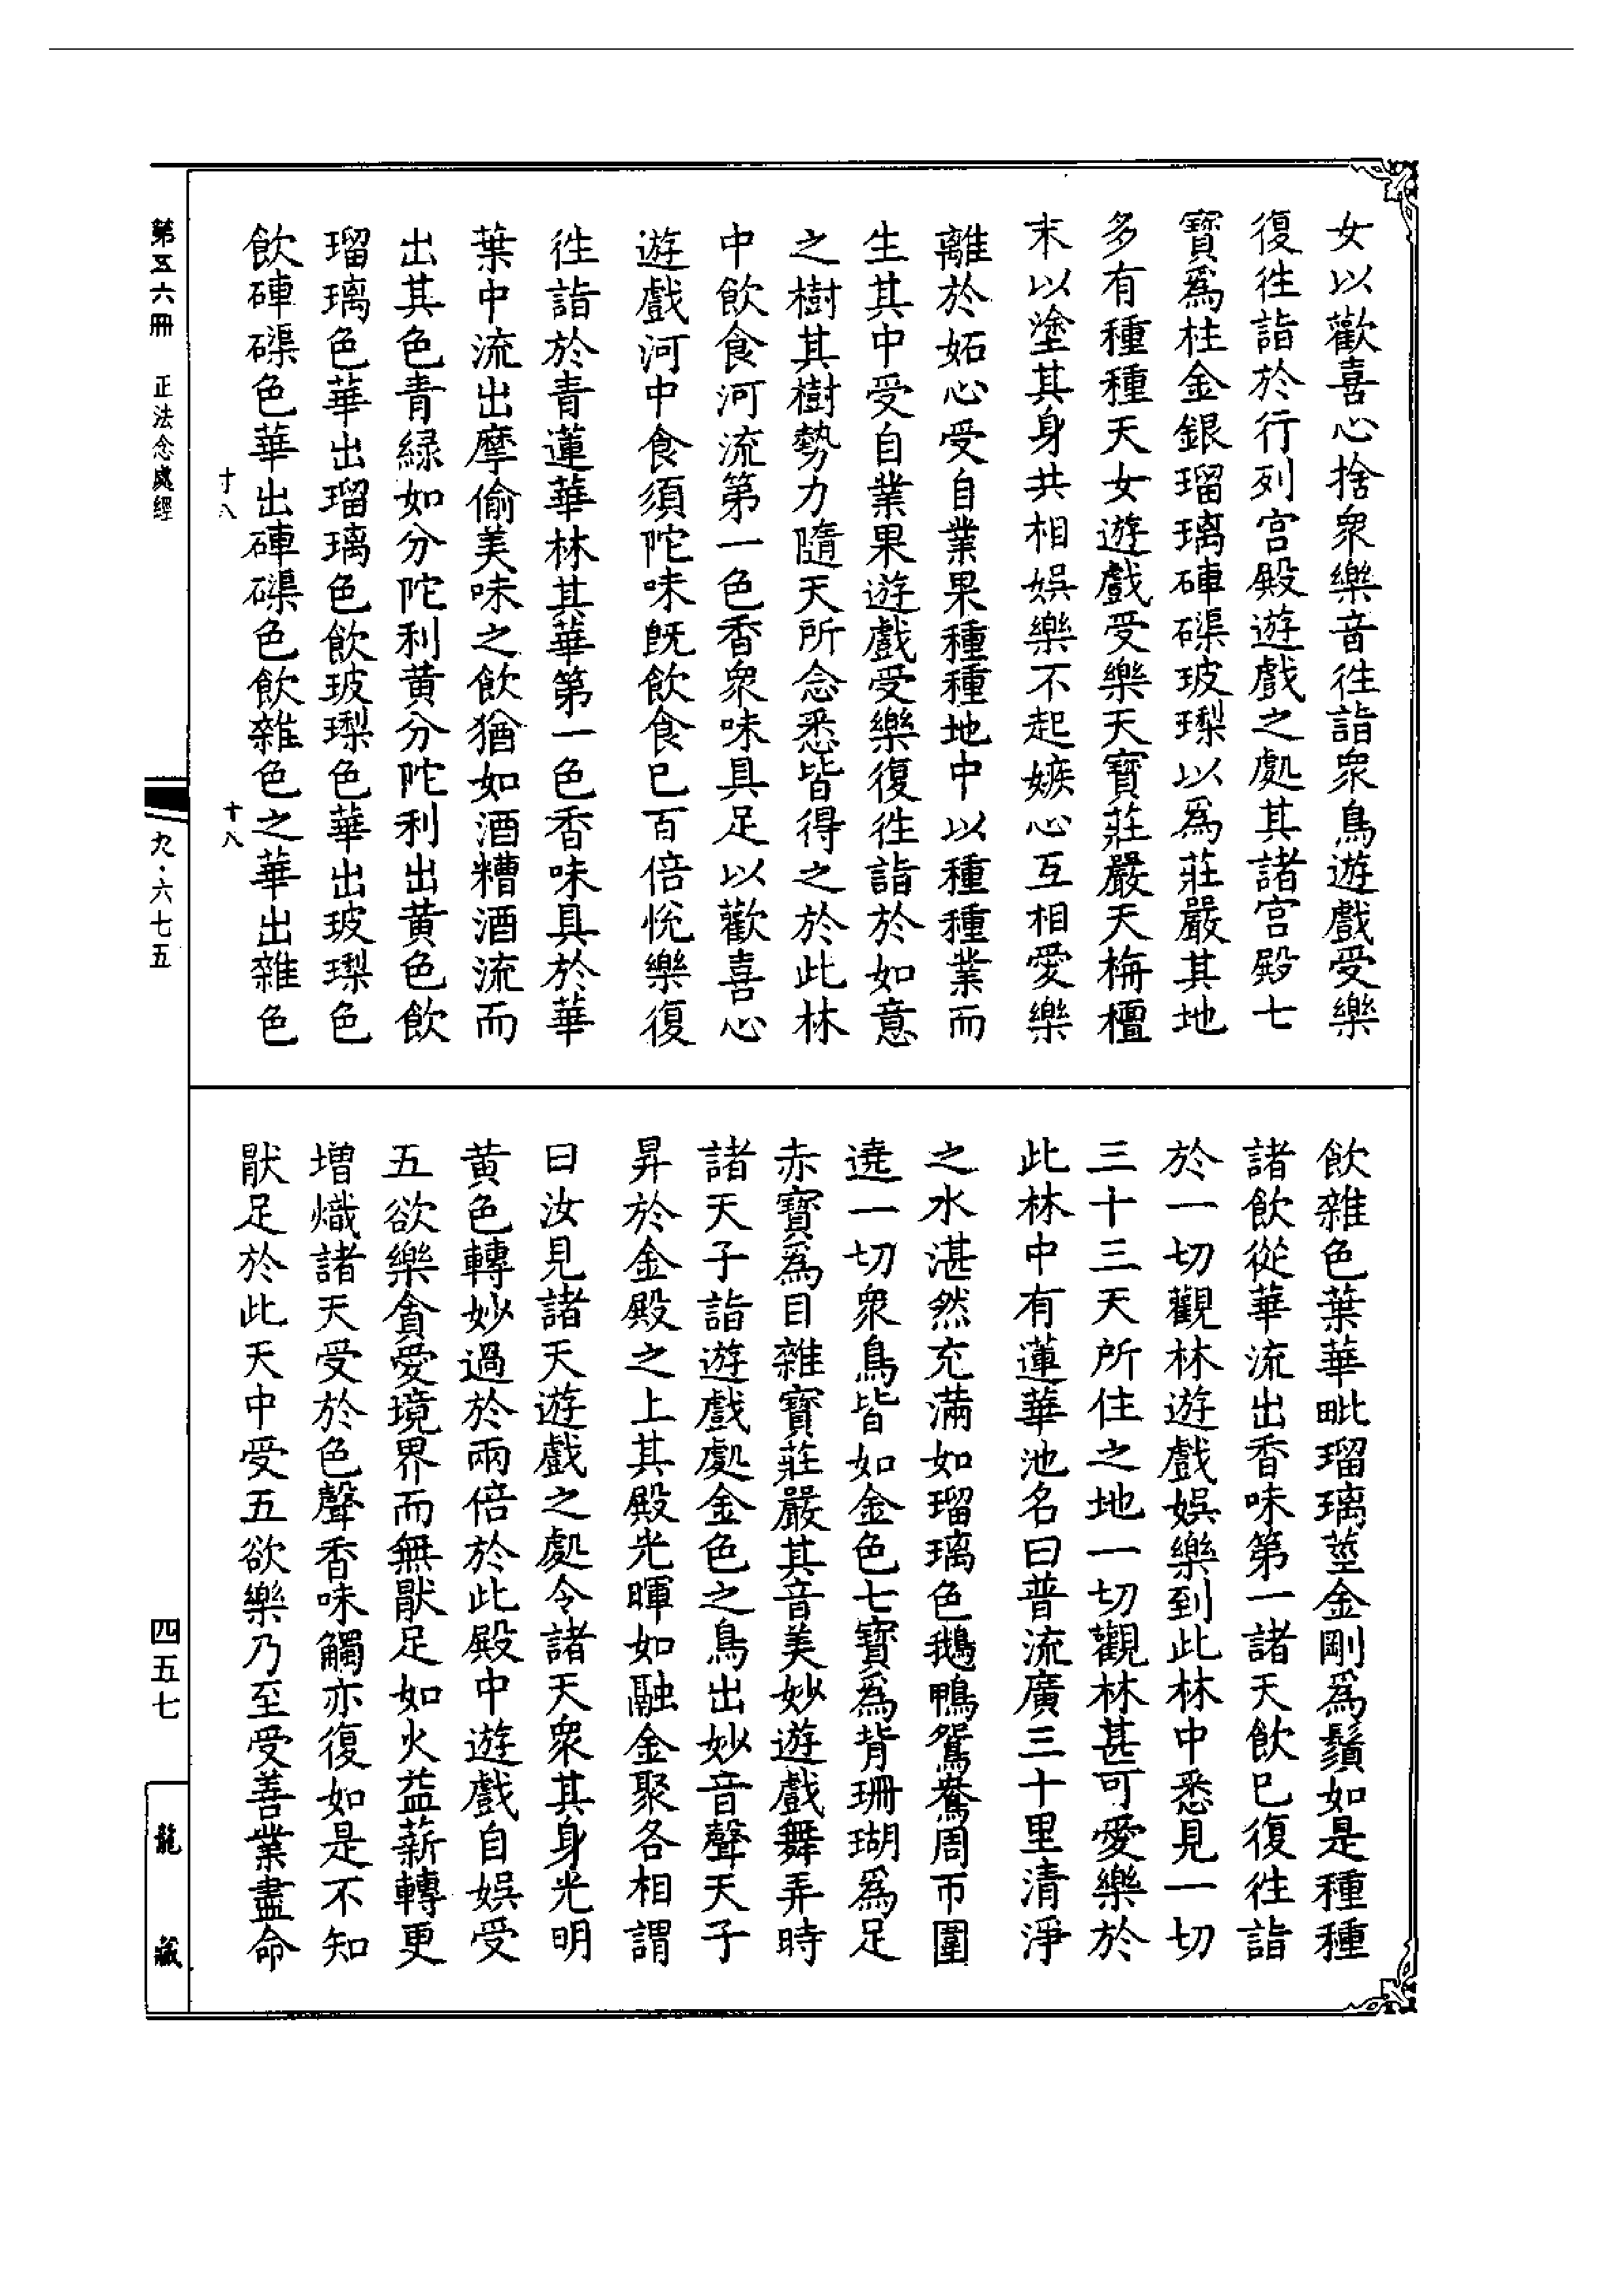 女以歡喜心捨衆樂音往詣衆鳥遊戲受樂
復往詣於行列宫殿遊戲之處其諸宫殿七
寶爲柱金銀瑠璃硨磲玻瓈以爲莊嚴其地
多有種種天女遊戲受樂天寶莊嚴天栴檀
末以塗其身共相娛樂不起嫉心互相愛樂
離於妬心受自業果種種地中以種種業而
生其中受自業果遊戲受樂復往詣於如意
之樹其樹勢力隨天所念悉皆得之於此林
中飲食河流第一色香衆味具足以歡喜心
遊戲河中食須陀味旣飲食已百倍悅樂復
往詣於青蓮華林其華第一色香味具於華
葉中流出摩偷美味之飲猶如酒糟酒流而
出其色青緑如分陀利黄分陀利出黄色飲
瑠璃色華出瑠璃色飲玻瓈色華出玻瓈色
飲硨磲色華出硨磲色飲雜色之華出雜色
飲雜色葉華毗瑠璃莖金剛爲鬚如是種種
諸飲從華流出香味第一諸天飲已復往詣
於一切觀林遊戲娛樂到此林中悉見一切
三十三天所住之地一切觀林甚可愛樂於
此林中有蓮華池名曰普流廣三十里清淨
之水湛然充滿如瑠璃色鵝鴨鴛鴦周帀圍
遶一切衆鳥皆如金色七寶爲背珊瑚爲足
赤寶爲目雜寶莊嚴其音美妙遊戲舞弄時
諸天子詣遊戲處金色之鳥出妙音聲天子
昇於金殿之上其殿光暉如融金聚各相謂
曰汝見諸天遊戲之處令諸天衆其身光明
黄色轉妙過於兩倍於此殿中遊戲自娛受
五欲樂貪愛境界而無猒足如火益薪轉更
增熾諸天受於色聲香味觸亦復如是不知
猒足於此天中受五欲樂乃至受善業盡命
第五六冊 正法念處經
寸八
十八
九·六七五
四五七
龍藏